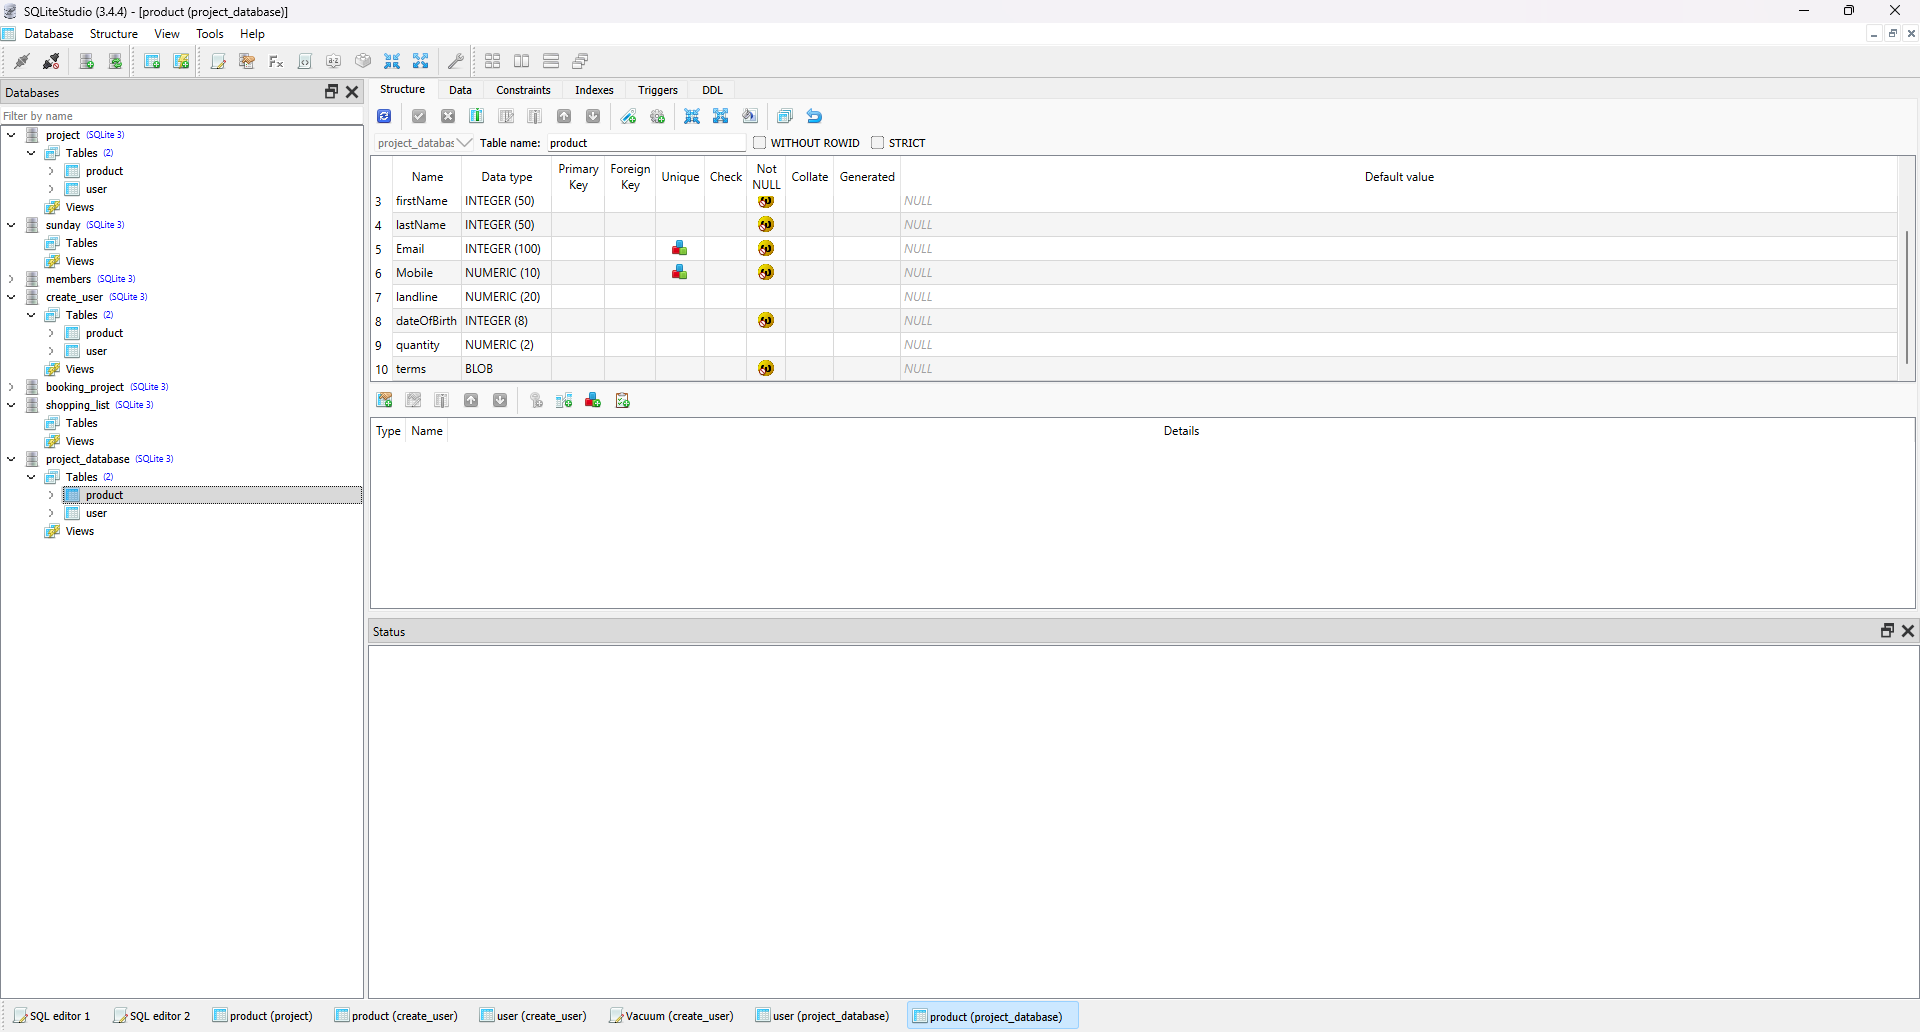 SQLiteStudio (3.4.4) - [product (project_database)]
Database Structure View Tools Help
Databases
Filter by name
project (SQLite 3)
Tables (2)
product
user
Views
sunday (SQLite 3)
Tables
Views
members (SQLite 3)
create_user (SQLite 3)
Tables (2)
product
user
Views
booking_project (SQLite 3)
shopping_list (SQLite 3)
Tables
Views
project_database (SQLite 3)
Tables (2)
product
user
Views
Structure Data Constraints Indexes Triggers DDL
project_databas Table name: product WITHOUT ROWID STRICT
Name Data type Primary Key Foreign Key Unique Check Not NULL Collate Generated Default value
3 firstName INTEGER (50) NULL
4 lastName INTEGER (50) NULL
5 Email INTEGER (100) NULL
6 Mobile NUMERIC (10) NULL
7 landline NUMERIC (20) NULL
8 dateOfBirth INTEGER (8) NULL
9 quantity NUMERIC (2) NULL
10 terms BLOB NULL
Type Name Details
Status
SQL editor 1 SQL editor 2 product (project) product (create_user) user (create_user) Vacuum (create_user) user (project_database) product (project_database)